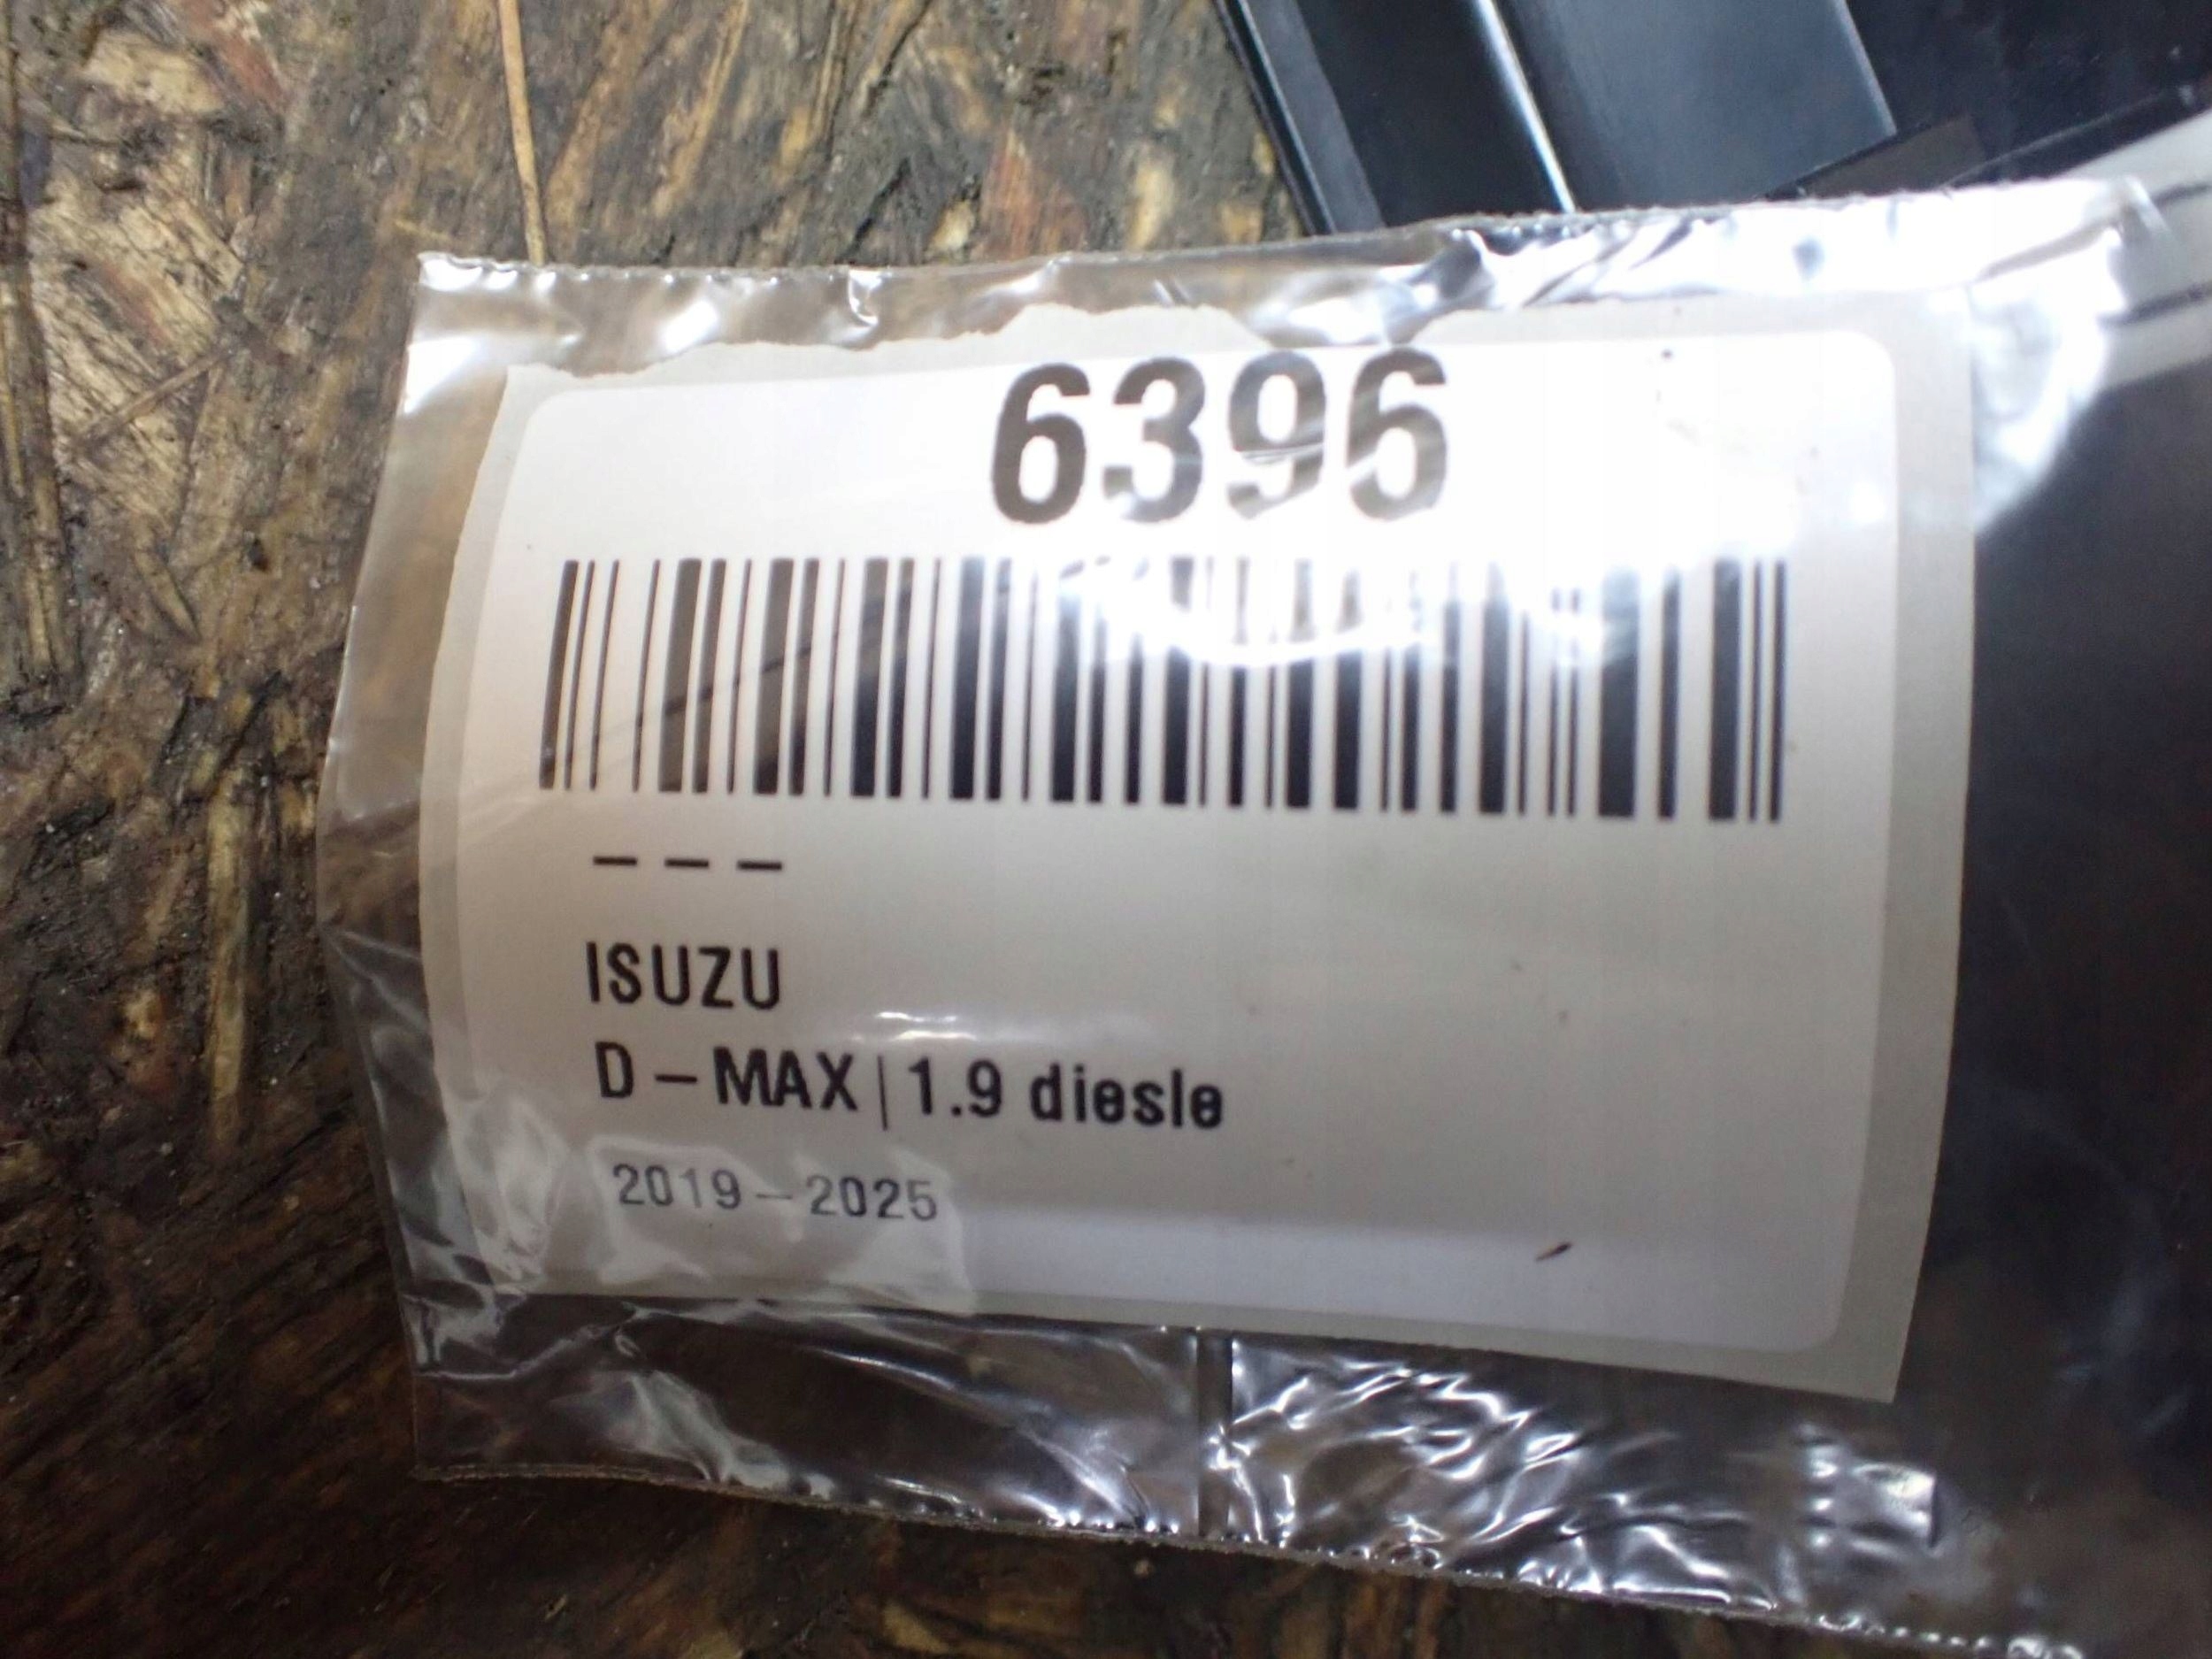 6396
– – –
ISUZU
D – MAX | 1.9 diesle
2019 – 2025